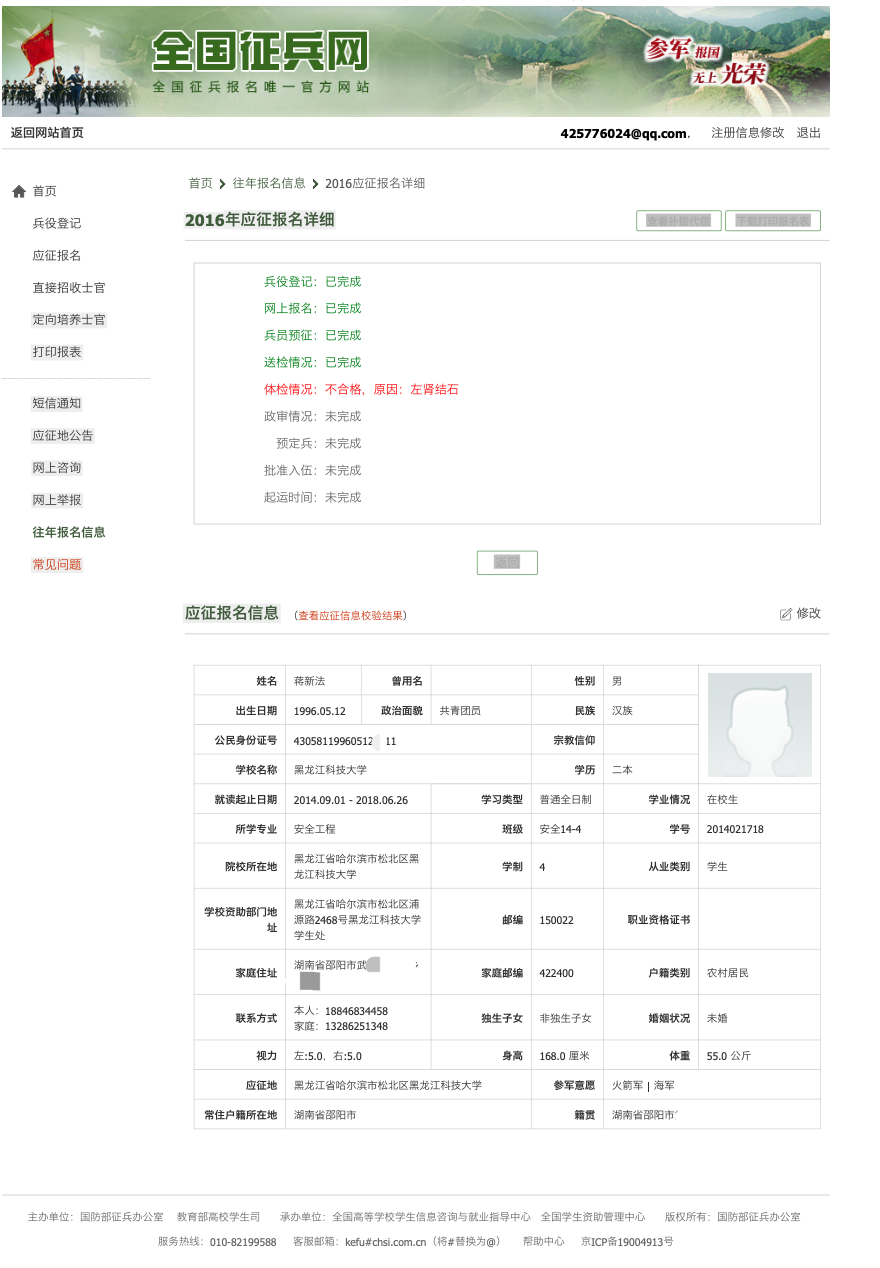 全国征兵网
全国征兵报名唯一官方网站
参军 报国
无上 光荣
返回网站首页
425776024@qq.com， 注册信息修改 退出
首页 往年报名信息 2016应征报名详细
首页
兵役登记
应征报名
直接招收士官
定向培养士官
打印报表
短信通知
应征地公告
网上咨询
网上举报
往年报名信息
常见问题
2016年应征报名详细
查看补偿代偿 下载打印报名表
兵役登记：已完成
网上报名：已完成
兵员预征：已完成
送检情况：已完成
体检情况：不合格，原因：左肾结石
政审情况：未完成
预定兵：未完成
批准入伍：未完成
起运时间：未完成
返回
应征报名信息 （查看应征信息校验结果） 修改
姓名 蒋新法 曾用名 性别 男
出生日期 1996.05.12 政治面貌 共青团员 民族 汉族
公民身份证号 43058119960512 11 宗教信仰
学校名称 黑龙江科技大学 学历 二本
就读起止日期 2014.09.01 - 2018.06.26 学习类型 普通全日制 学业情况 在校生
所学专业 安全工程 班级 安全14-4 学号 2014021718
院校所在地 黑龙江省哈尔滨市松北区黑
龙江科技大学 学制 4 从业类别 学生
学校资助部门地
址 黑龙江省哈尔滨市松北区浦
源路2468号黑龙江科技大学
学生处 邮编 150022 职业资格证书
家庭住址 湖南省邵阳市武 家庭邮编 422400 户籍类别 农村居民
联系方式 本人：18846834458
家庭：13286251348 独生子女 非独生子女 婚姻状况 未婚
视力 左:5.0，右:5.0 身高 168.0 厘米 体重 55.0 公斤
应征地 黑龙江省哈尔滨市松北区黑龙江科技大学 参军意愿 火箭军 | 海军
常住户籍所在地 湖南省邵阳市 籍贯 湖南省邵阳市
主办单位：国防部征兵办公室 教育部高校学生司 承办单位：全国高等学校学生信息咨询与就业指导中心 全国学生资助管理中心 版权所有：国防部征兵办公室
服务热线：010-82199588 客服邮箱：kefu#chsi.com.cn（将#替换为@） 帮助中心 京ICP备19004913号